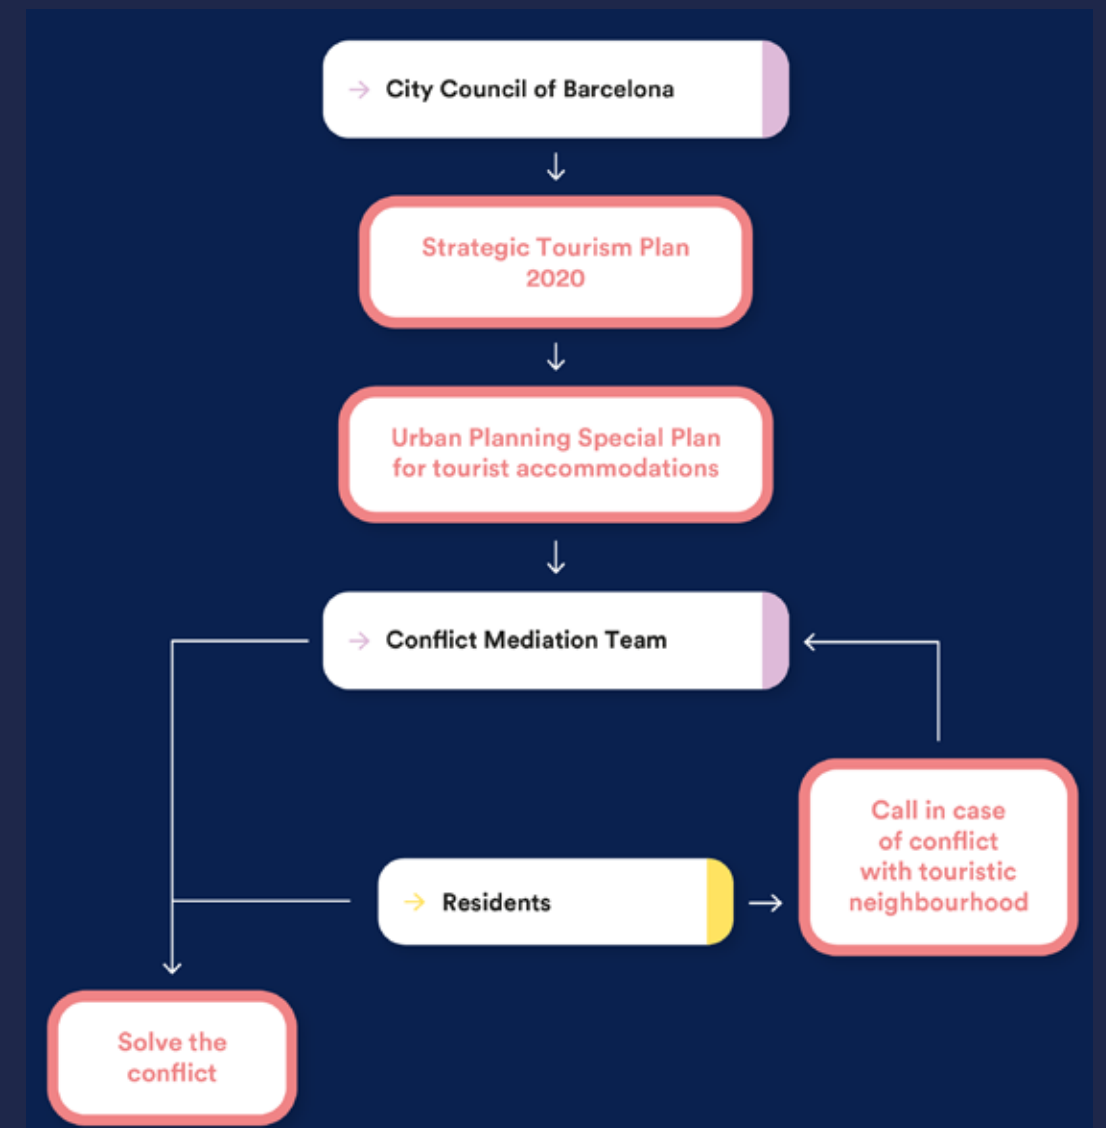 City Council of Barcelona
Strategic Tourism Plan
2020
Urban Planning Special Plan
for tourist accommodations
Conflict Mediation Team
Call in case
of conflict
with touristic
neighbourhood
Residents
Solve the
conflict